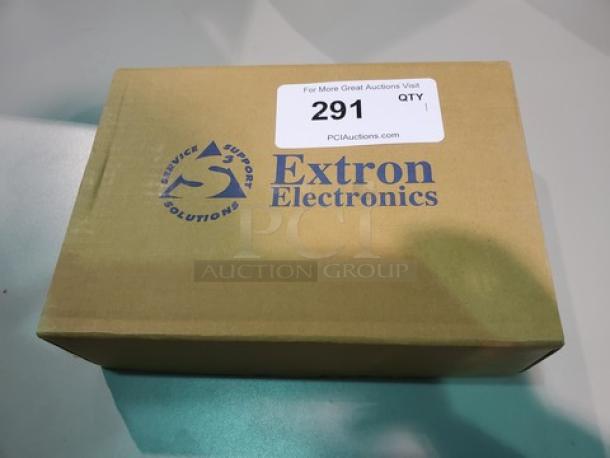 For More Great Auctions Visit
291
QTY
PCIAuctions.com
SERVICE SUPPORT SOLUTIONS
S3
Extron
Electronics
PCI
AUCTION GROUP